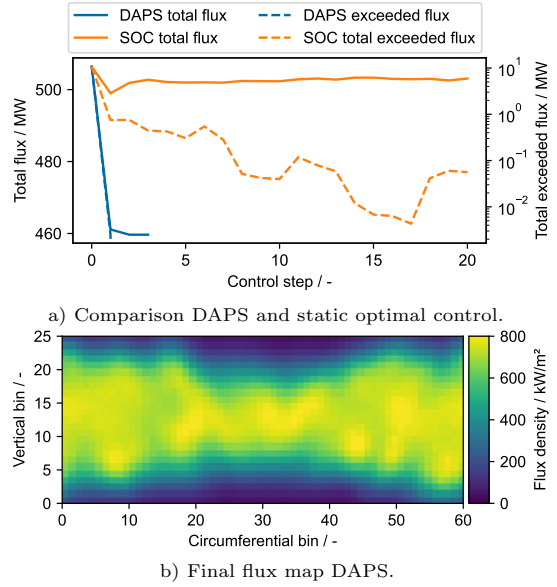 DAPS total flux
SOC total flux
DAPS exceeded flux
SOC total exceeded flux
Total flux / MW
500
480
460
10¹
10⁰
10⁻¹
10⁻²
Total exceeded flux / MW
0 5 10 15 20
Control step / -
a) Comparison DAPS and static optimal control.
Vertical bin / -
25
20
15
10
5
0
0 10 20 30 40 50 60
Circumferential bin / -
800
600
400
200
0
Flux density / kW/m²
b) Final flux map DAPS.